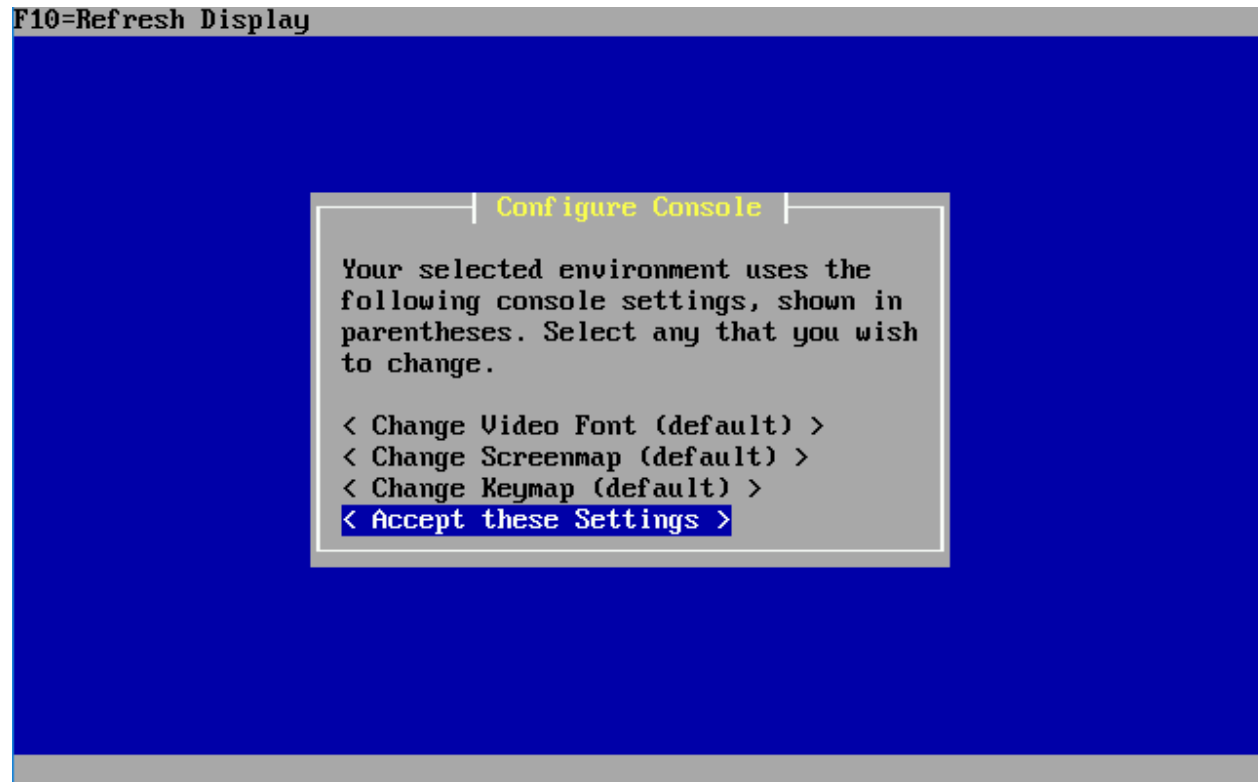 F10=Refresh Display
Configure Console
Your selected environment uses the
following console settings, shown in
parentheses. Select any that you wish
to change.
< Change Video Font (default) >
< Change Screenmap (default) >
< Change Keymap (default) >
< Accept these Settings >